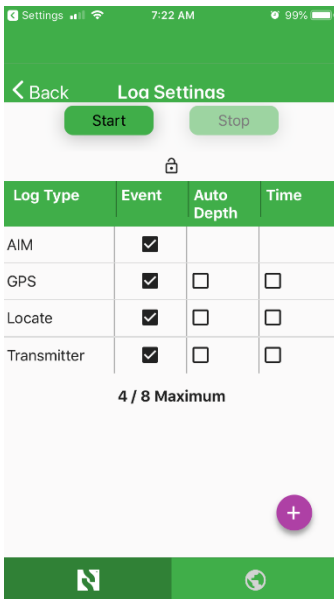 Settings 7:22 AM 99%
Back Log Settings
Start Stop
Log Type Event Auto Depth Time
AIM
GPS
Locate
Transmitter
4 / 8 Maximum
+
N